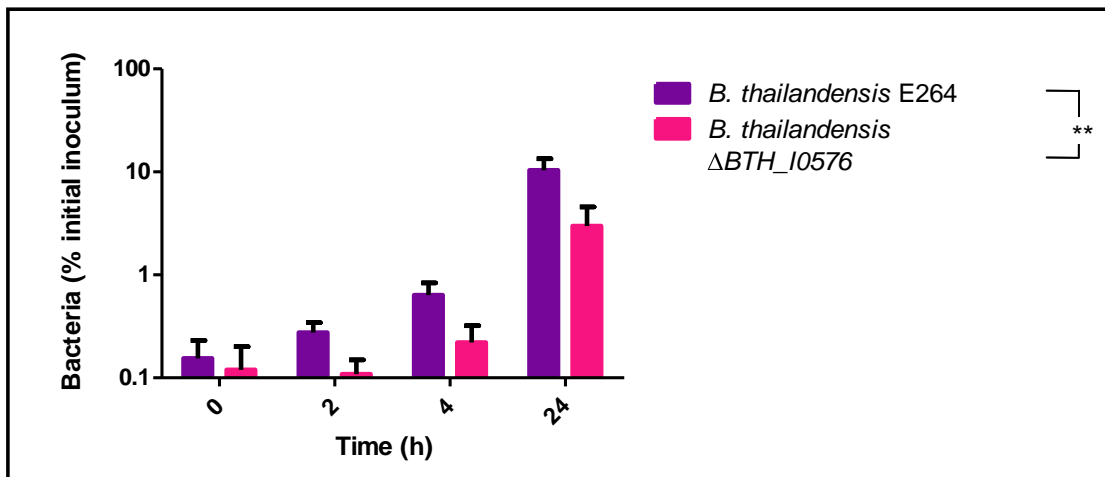 Bacteria (% initial inoculum)
100
10
1
0.1
0
2
4
24
Time (h)
B. thailandensis E264
B. thailandensis
ΔBTH_I0576
**